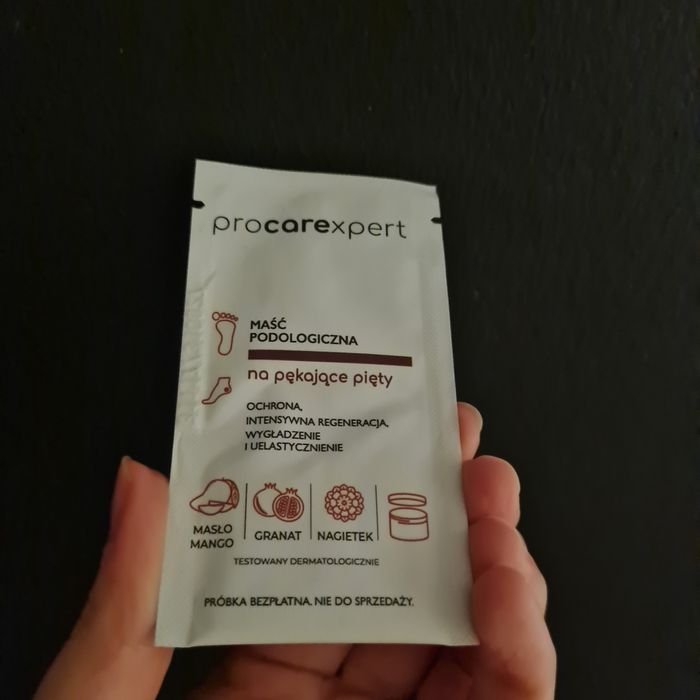 procarexpert
MAŚĆ
PODOLOGICZNA
na pękające pięty
OCHRONA,
INTENSYWNA REGENERACJA,
WYGŁADZENIE
I UELASTYCZNIENIE
MASŁO
MANGO
GRANAT
NAGIETEK
TESTOWANY DERMATOLOGICZNIE
PRÓBKA BEZPŁATNA. NIE DO SPRZEDAŻY.